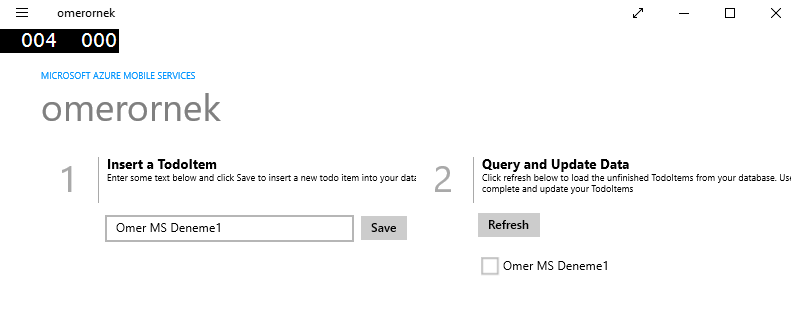 omerornek
004 000
MICROSOFT AZURE MOBILE SERVICES
omerornek
1
Insert a TodoItem
Enter some text below and click Save to insert a new todo item into your data
Omer MS Deneme1
Save
2
Query and Update Data
Click refresh below to load the unfinished TodoItems from your database. Use
complete and update your TodoItems
Refresh
Omer MS Deneme1